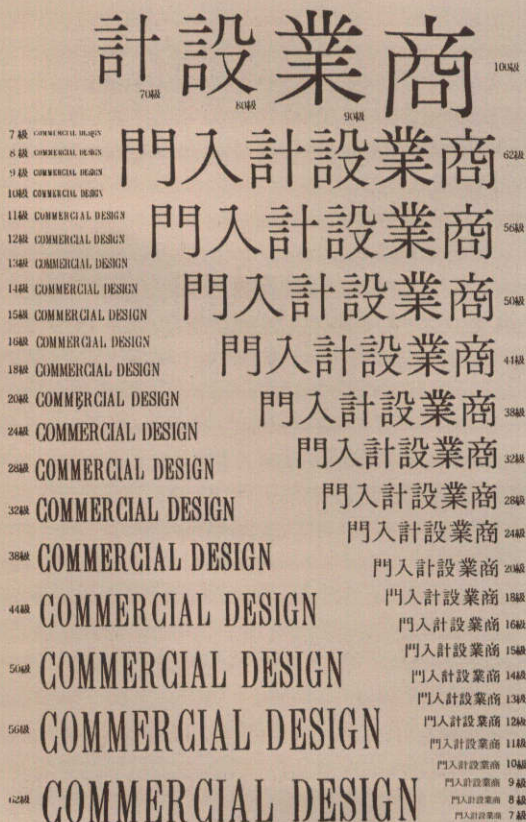 商業設計
100級
90級
80級
70級
商業設計入門 62級
商業設計入門 56級
商業設計入門 50級
商業設計入門 44級
商業設計入門 38級
商業設計入門 32級
商業設計入門 28級
商業設計入門 24級
商業設計入門 20級
商業設計入門 18級
商業設計入門 16級
商業設計入門 15級
商業設計入門 14級
商業設計入門 13級
商業設計入門 12級
商業設計入門 11級
商業設計入門 10級
商業設計入門 9級
商業設計入門 8級
商業設計入門 7級
7級 COMMERCIAL DESIGN
8級 COMMERCIAL DESIGN
9級 COMMERCIAL DESIGN
10級 COMMERCIAL DESIGN
11級 COMMERCIAL DESIGN
12級 COMMERCIAL DESIGN
13級 COMMERCIAL DESIGN
14級 COMMERCIAL DESIGN
15級 COMMERCIAL DESIGN
16級 COMMERCIAL DESIGN
18級 COMMERCIAL DESIGN
20級 COMMERCIAL DESIGN
24級 COMMERCIAL DESIGN
28級 COMMERCIAL DESIGN
32級 COMMERCIAL DESIGN
38級 COMMERCIAL DESIGN
44級 COMMERCIAL DESIGN
50級 COMMERCIAL DESIGN
56級 COMMERCIAL DESIGN
62級 COMMERCIAL DESIGN